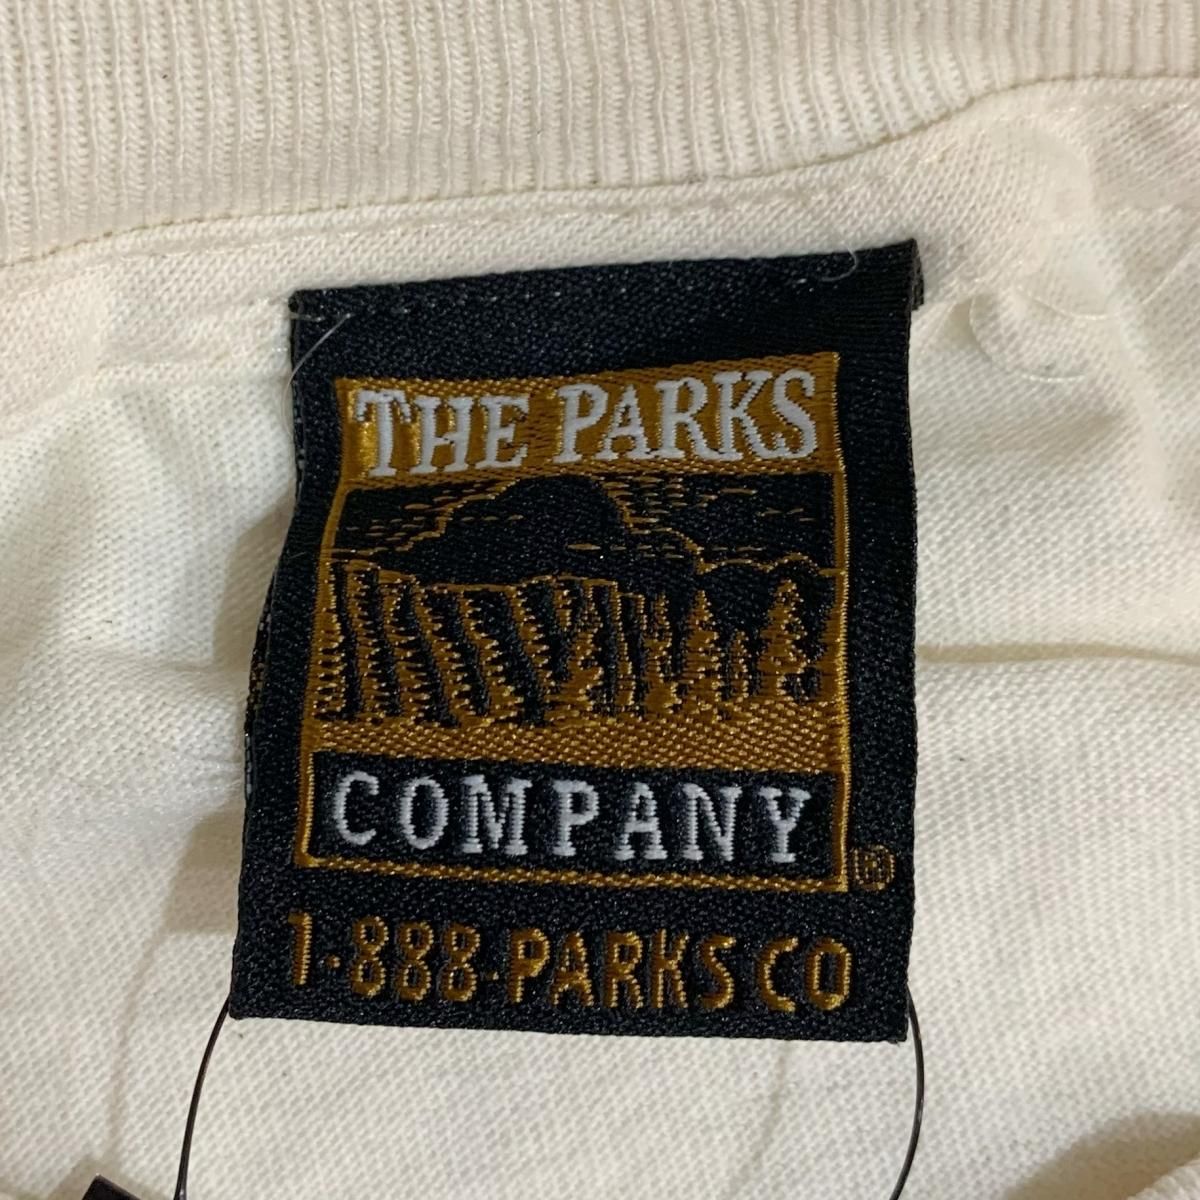 THE PARKS
COMPANY
®
1-888-PARKS CO